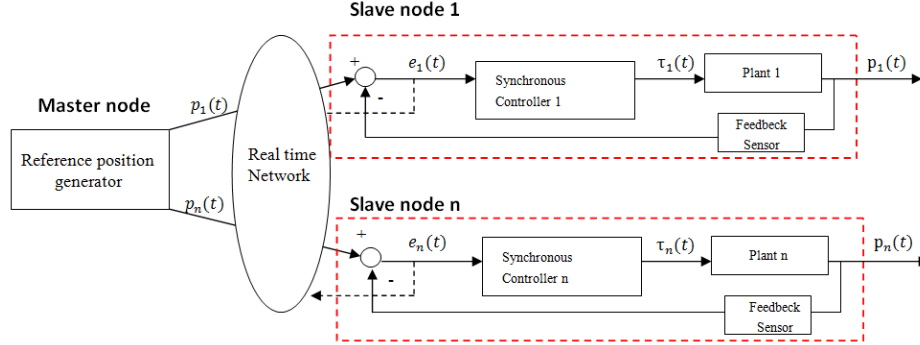 Slave node 1
+
e₁(t)
τ₁(t)
p₁(t)
Synchronous
Controller 1
Plant 1
-
Feedbeck
Sensor
Master node
p₁(t)
Reference position
generator
pₙ(t)
Real time
Network
Slave node n
+
eₙ(t)
τₙ(t)
pₙ(t)
Synchronous
Controller n
Plant n
-
Feedbeck
Sensor